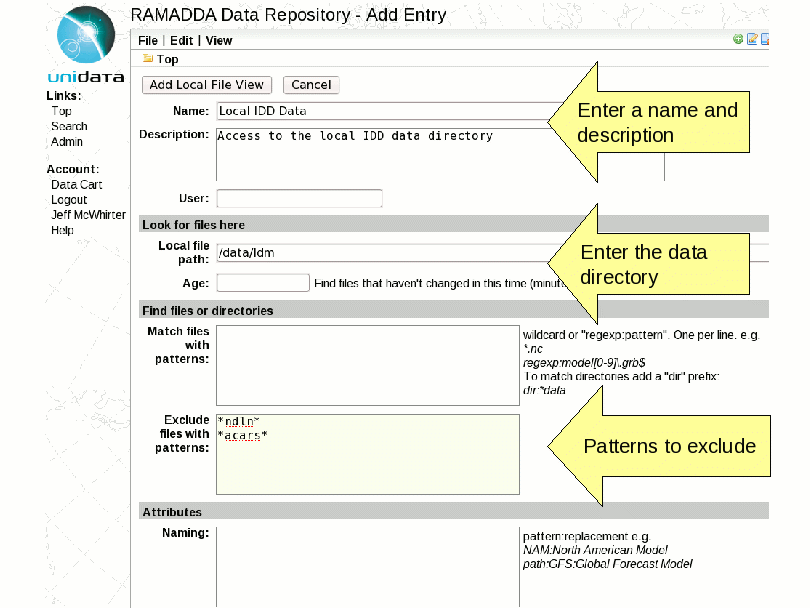 RAMADDA Data Repository - Add Entry
unidata
File | Edit | View
Top
Links:
Top
Search
Admin
Account:
Data Cart
Logout
Jeff McWhirter
Help
Add Local File View
Cancel
Name:
Local IDD Data
Description:
Access to the local IDD data directory
Enter a name and
description
User:
Look for files here
Local file
path:
/data/ldm
Age:
Find files that haven't changed in this time (minut
Enter the data
directory
Find files or directories
Match files
with
patterns:
wildcard or "regexp:pattern". One per line. e.g.
*.nc
regexp:model[0-9]\.grb$
To match directories add a "dir" prefix:
dir:*data
Exclude
files with
patterns:
*ndln*
*acars*
Patterns to exclude
Attributes
Naming:
pattern:replacement e.g.
NAM:North American Model
path:GFS:Global Forecast Model